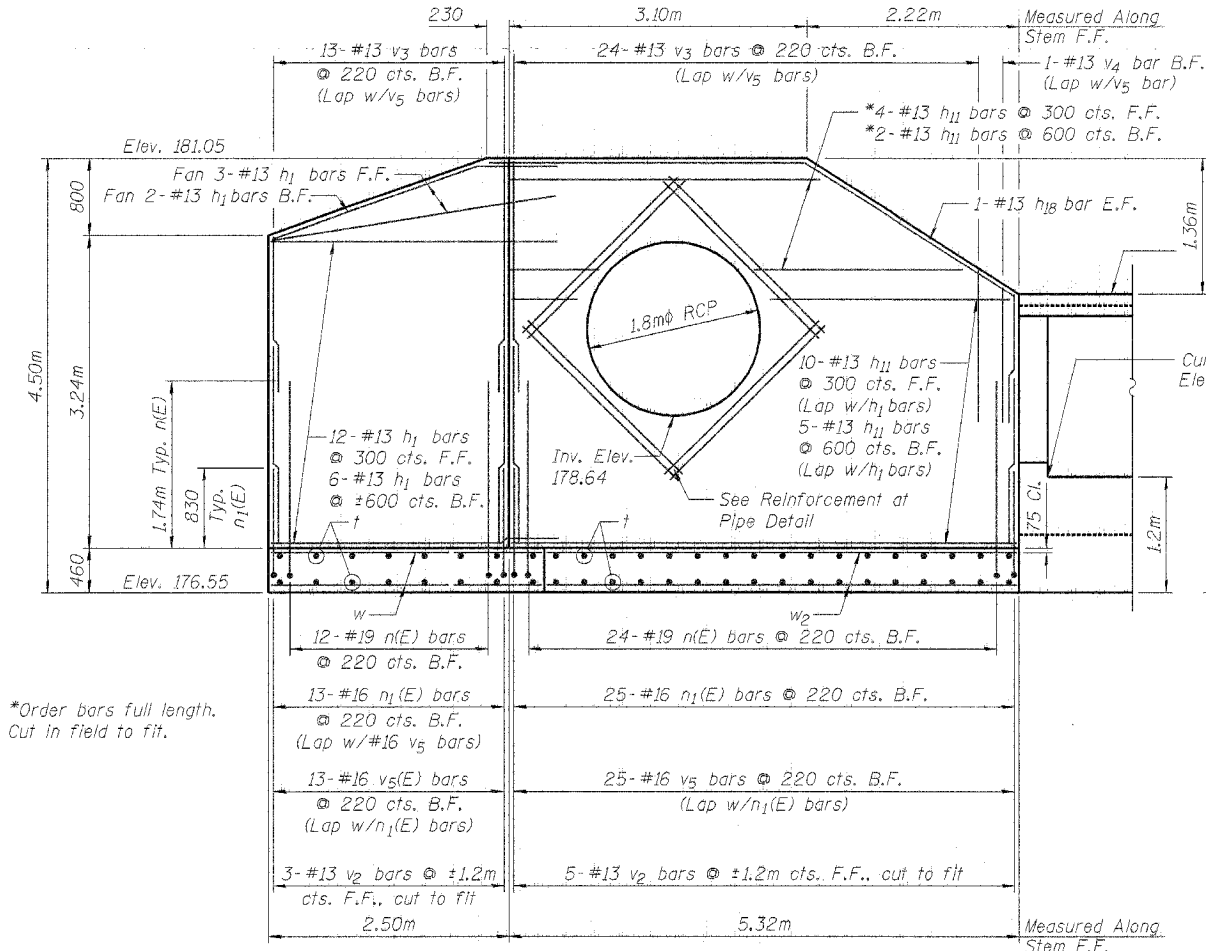 230
3.10m
2.22m
Measured Along
Stem F.F.
13-#13 v3 bars
@ 220 cts. B.F.
(Lap w/v5 bars)
24-#13 v3 bars @ 220 cts. B.F.
(Lap w/v5 bars)
1-#13 v4 bar B.F.
(Lap w/v5 bar)
*4-#13 h11 bars @ 300 cts. F.F.
*2-#13 h11 bars @ 600 cts. B.F.
Elev. 181.05
Fan 3-#13 h1 bars F.F.
Fan 2-#13 h1 bars B.F.
1-#13 h18 bar E.F.
800
1.36m
1.8mϕ RCP
4.50m
3.24m
10-#13 h11 bars
@ 300 cts. F.F.
(Lap w/h1 bars)
5-#13 h11 bars
@ 600 cts. B.F.
(Lap w/h1 bars)
12-#13 h1 bars
@ 300 cts. F.F.
6-#13 h1 bars
@ ±600 cts. B.F.
1.74m Typ. n(E)
830
Typ.
n1(E)
Inv. Elev.
178.64
See Reinforcement at
Pipe Detail
t
t
75 Cl.
1.2m
460
Elev. 176.55
w
w2
12-#19 n(E) bars
@ 220 cts. B.F.
24-#19 n(E) bars @ 220 cts. B.F.
*Order bars full length.
Cut in field to fit.
13-#16 n1(E) bars
@ 220 cts. B.F.
(Lap w/#16 v5 bars)
25-#16 n1(E) bars @ 220 cts. B.F.
13-#16 v5(E) bars
@ 220 cts. B.F.
(Lap w/n1(E) bars)
25-#16 v5 bars @ 220 cts. B.F.
(Lap w/n1(E) bars)
3-#13 v2 bars @ ±1.2m
cts. F.F., cut to fit
5-#13 v2 bars @ ±1.2m cts. F.F., cut to fit
2.50m
5.32m
Measured Along
Stem F.F.